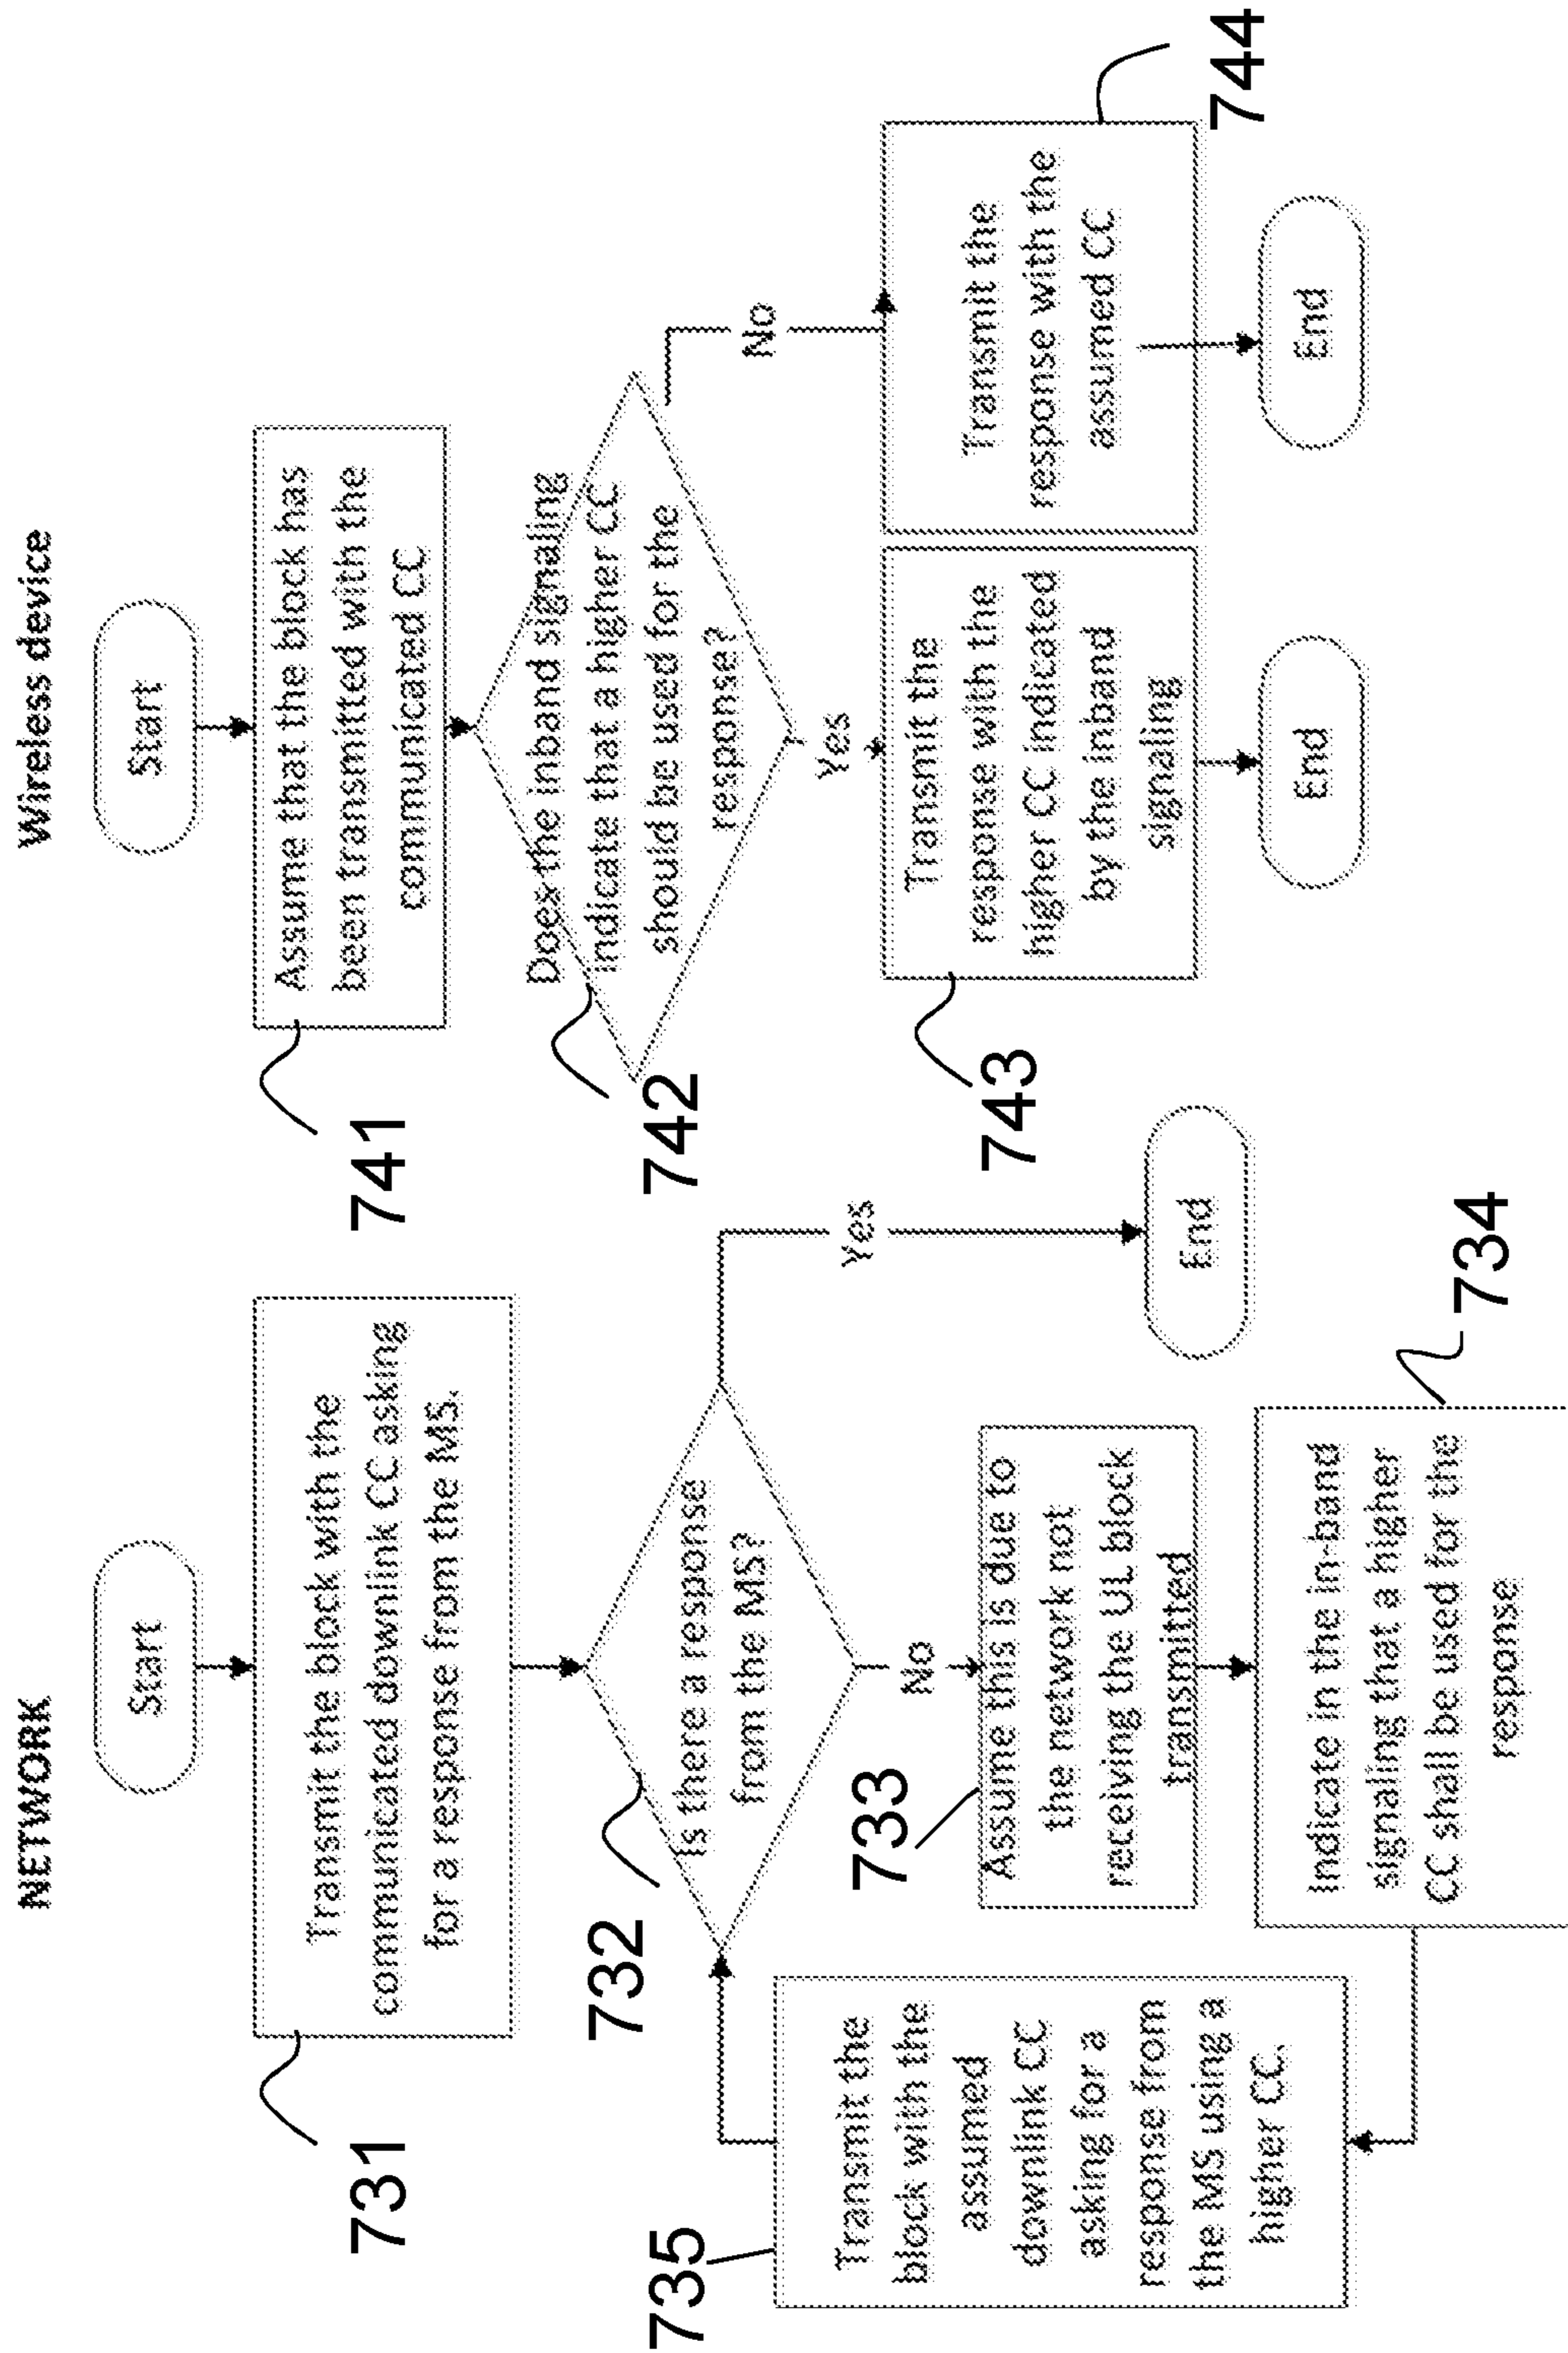 NETWORK
Start
731
Transmit the block with the
communicated downlink CC asking
for a response from the MS.
732
Is there a response
from the MS?
Yes
End
No
733
Assume this is due to
the network not
receiving the UL block
transmitted
734
Indicate in the in-band
signaling that a higher
CC shall be used for the
response
735
Transmit the
block with the
assumed
downlink CC
asking for a
response from
the MS using a
higher CC.
Wireless device
Start
741
Assume that the block has
been transmitted with the
communicated CC
742
Does the inband signaling
indicate that a higher CC
should be used for the
response?
Yes
No
743
Transmit the
response with the
higher CC indicated
by the inband
signaling
End
744
Transmit the
response with the
assumed CC
End